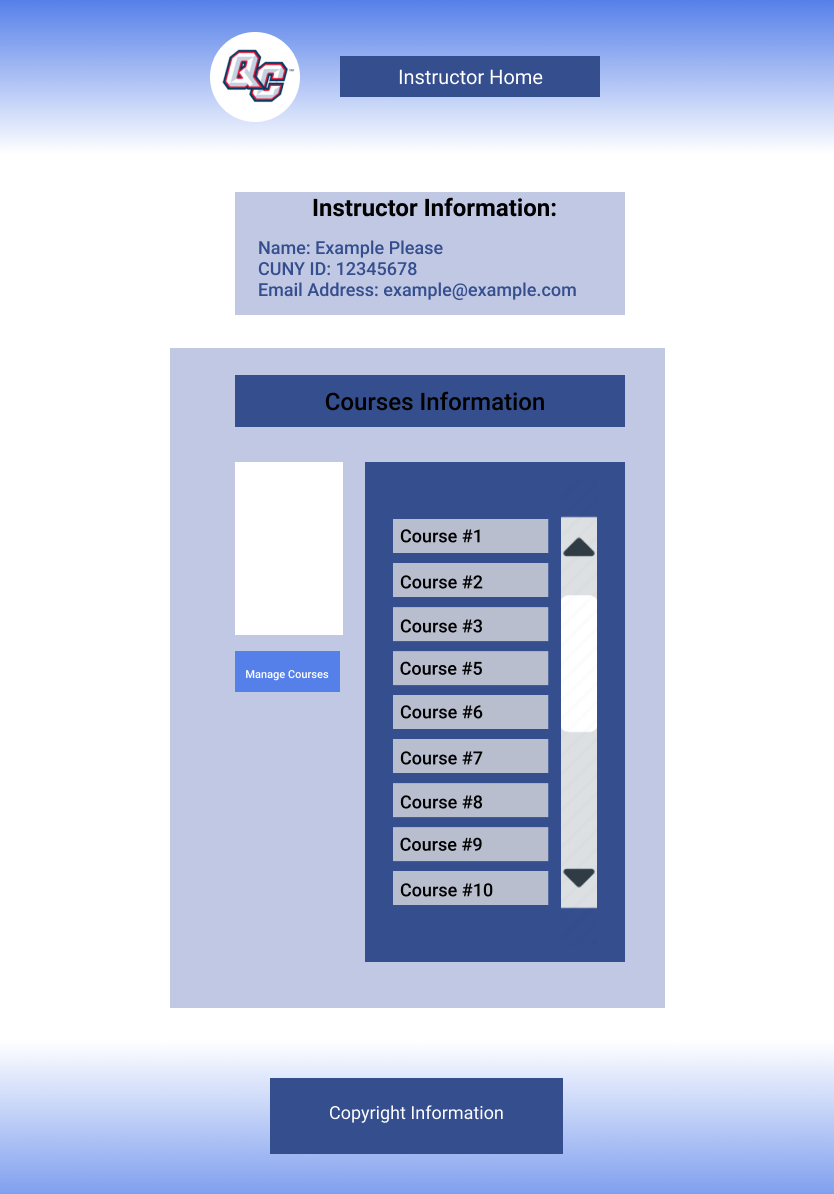 QC
Instructor Home
Instructor Information:
Name: Example Please
CUNY ID: 12345678
Email Address: example@example.com
Courses Information
Course #1
Course #2
Course #3
Course #5
Course #6
Course #7
Course #8
Course #9
Course #10
Manage Courses
Copyright Information